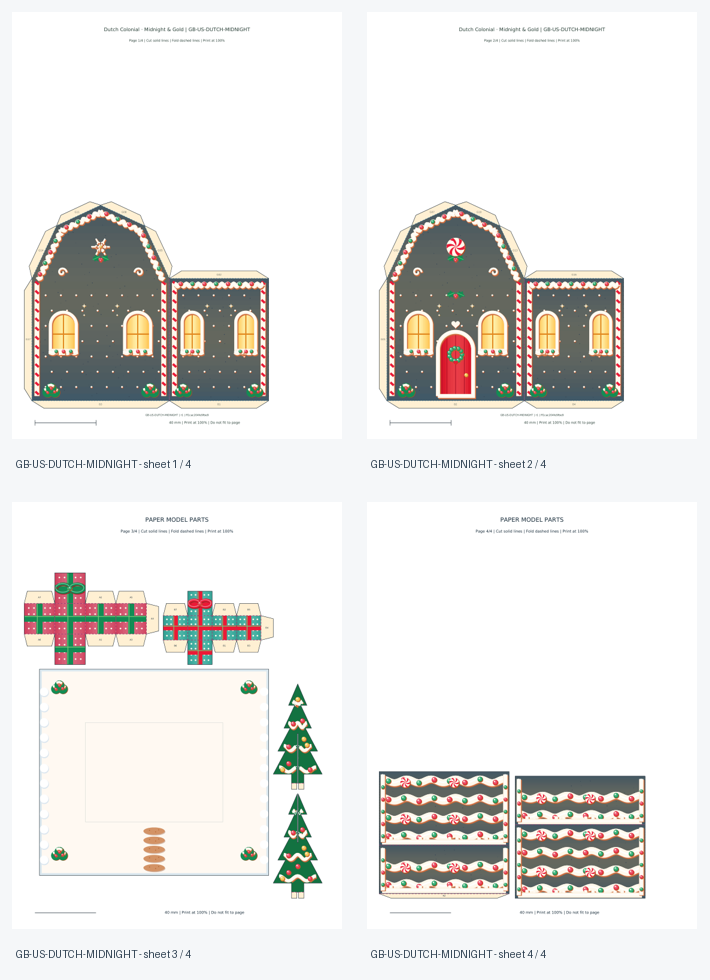 Dutch Colonial · Midnight & Gold | GB-US-DUTCH-MIDNIGHT
Page 1/4 | Cut solid lines | Fold dashed lines | Print at 100%
40 mm | Print at 100% | Do not fit to page
GB-US-DUTCH-MIDNIGHT - sheet 1 / 4
Dutch Colonial · Midnight & Gold | GB-US-DUTCH-MIDNIGHT
Page 2/4 | Cut solid lines | Fold dashed lines | Print at 100%
40 mm | Print at 100% | Do not fit to page
GB-US-DUTCH-MIDNIGHT - sheet 2 / 4
PAPER MODEL PARTS
Page 3/4 | Cut solid lines | Fold dashed lines | Print at 100%
40 mm | Print at 100% | Do not fit to page
GB-US-DUTCH-MIDNIGHT - sheet 3 / 4
PAPER MODEL PARTS
Page 4/4 | Cut solid lines | Fold dashed lines | Print at 100%
40 mm | Print at 100% | Do not fit to page
GB-US-DUTCH-MIDNIGHT - sheet 4 / 4